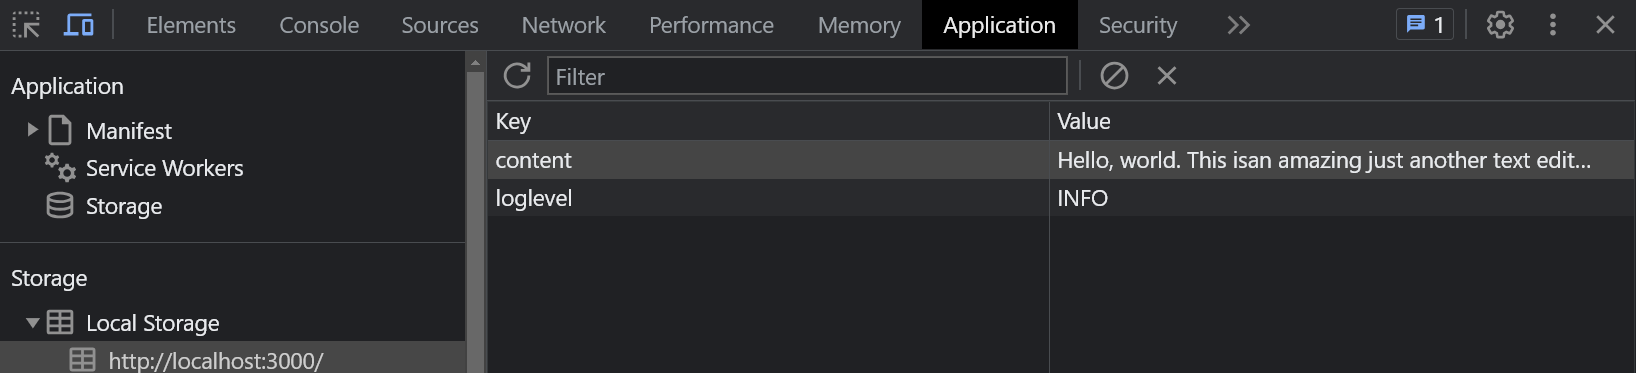 Elements Console Sources Network Performance Memory Application Security 1
Application
Manifest
Service Workers
Storage
Storage
Local Storage
http://localhost:3000/
Filter
Key Value
content Hello, world. This isan amazing just another text edit...
loglevel INFO